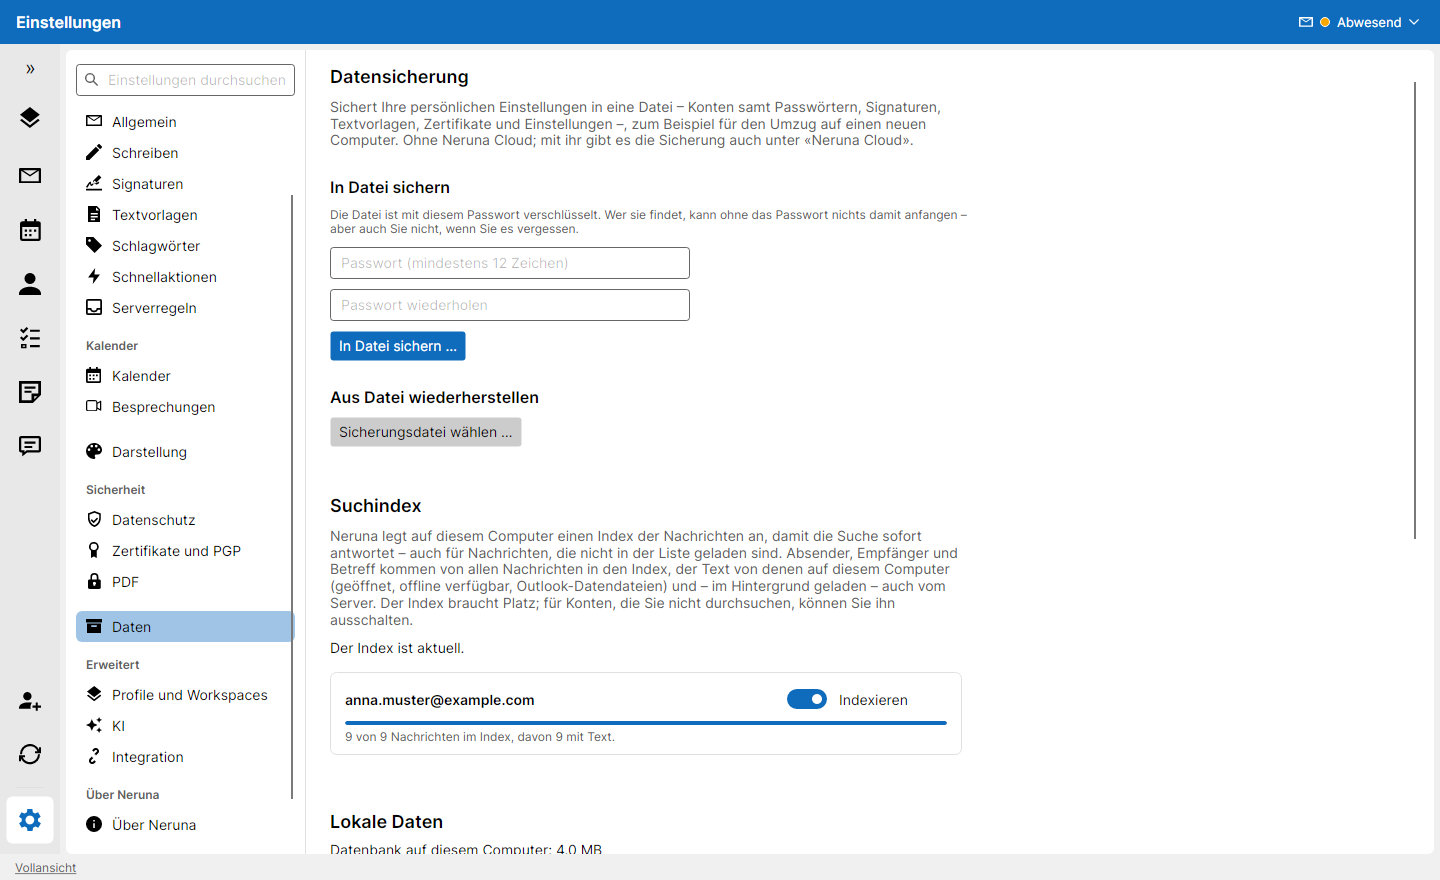 Einstellungen
Abwesend
»
Einstellungen durchsuchen
Allgemein
Schreiben
Signaturen
Textvorlagen
Schlagwörter
Schnellaktionen
Serverregeln
Kalender
Kalender
Besprechungen
Darstellung
Sicherheit
Datenschutz
Zertifikate und PGP
PDF
Daten
Erweitert
Profile und Workspaces
KI
Integration
Über Neruna
Über Neruna
Vollansicht
Datensicherung
Sichert Ihre persönlichen Einstellungen in eine Datei – Konten samt Passwörtern, Signaturen,
Textvorlagen, Zertifikate und Einstellungen –, zum Beispiel für den Umzug auf einen neuen
Computer. Ohne Neruna Cloud; mit ihr gibt es die Sicherung auch unter «Neruna Cloud».
In Datei sichern
Die Datei ist mit diesem Passwort verschlüsselt. Wer sie findet, kann ohne das Passwort nichts damit anfangen –
aber auch Sie nicht, wenn Sie es vergessen.
Passwort (mindestens 12 Zeichen)
Passwort wiederholen
In Datei sichern ...
Aus Datei wiederherstellen
Sicherungsdatei wählen ...
Suchindex
Neruna legt auf diesem Computer einen Index der Nachrichten an, damit die Suche sofort
antwortet – auch für Nachrichten, die nicht in der Liste geladen sind. Absender, Empfänger und
Betreff kommen von allen Nachrichten in den Index, der Text von denen auf diesem Computer
(geöffnet, offline verfügbar, Outlook-Datendateien) und – im Hintergrund geladen – auch vom
Server. Der Index braucht Platz; für Konten, die Sie nicht durchsuchen, können Sie ihn
ausschalten.
Der Index ist aktuell.
anna.muster@example.com
Indexieren
9 von 9 Nachrichten im Index, davon 9 mit Text.
Lokale Daten
Datenbank auf diesem Computer: 4.0 MB